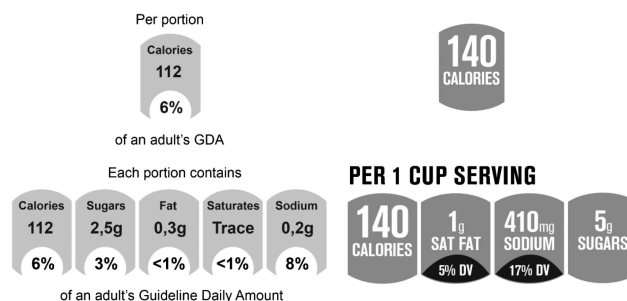 Per portion
Calories
112
6%
of an adult's GDA
140
CALORIES
Each portion contains
Calories Sugars Fat Saturates Sodium
112 2,5g 0,3g Trace 0,2g
6% 3% <1% <1% 8%
of an adult's Guideline Daily Amount
PER 1 CUP SERVING
140 1g 410mg 5g
CALORIES SAT FAT SODIUM SUGARS
5% DV 17% DV